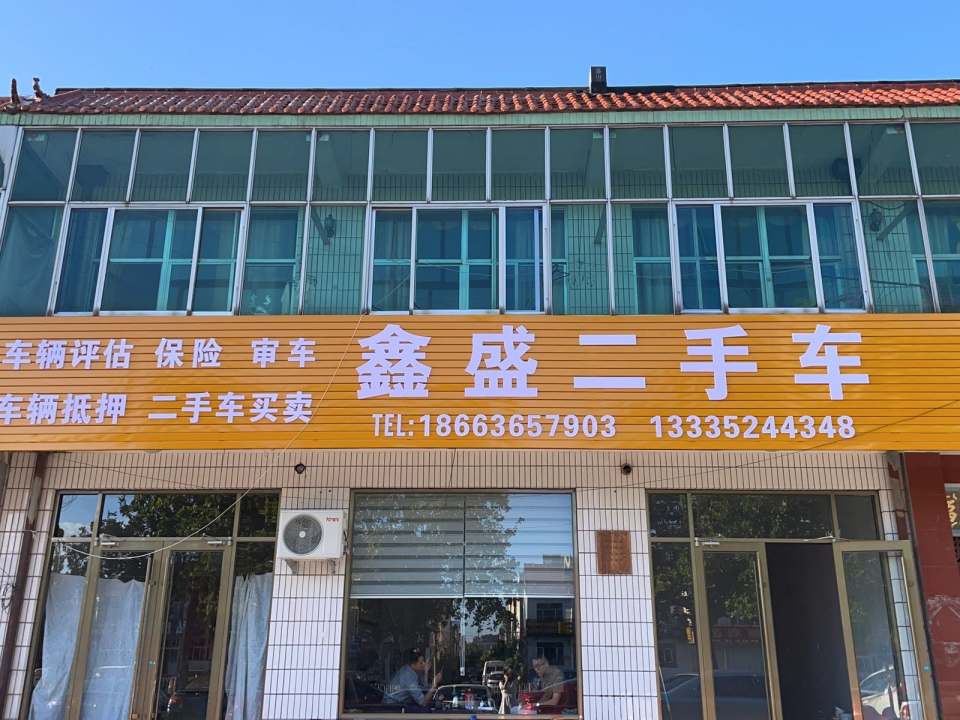 车辆评估 保险 审车
车辆抵押 二手车买卖
鑫盛二手车
TEL:18663657903 13335244348